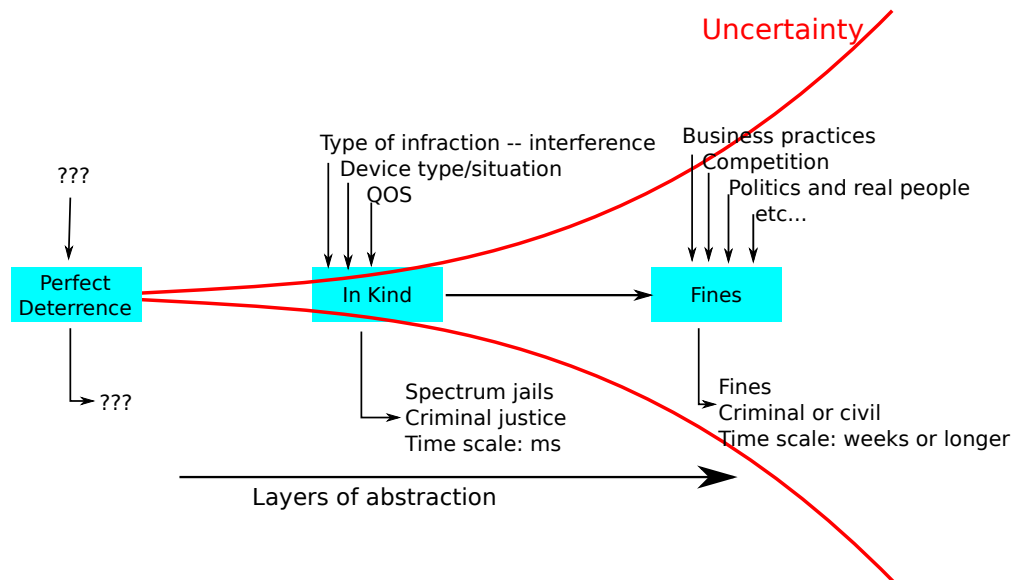 Uncertainty
Type of infraction -- interference
Device type/situation
QOS
Business practices
Competition
Politics and real people
etc...
???
Perfect
Deterrence
In Kind
Fines
???
Spectrum jails
Criminal justice
Time scale: ms
Fines
Criminal or civil
Time scale: weeks or longer
Layers of abstraction